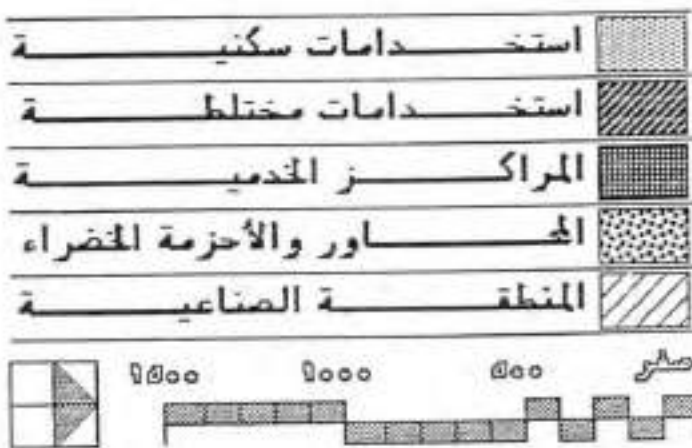 استخدامات سكنية
استخدامات مختلطة
المراكز الخدمية
المحاور والأحزمة الخضراء
المنطقة الصناعية
صفر ٥٠٠ ١٠٠٠ ١٥٠٠